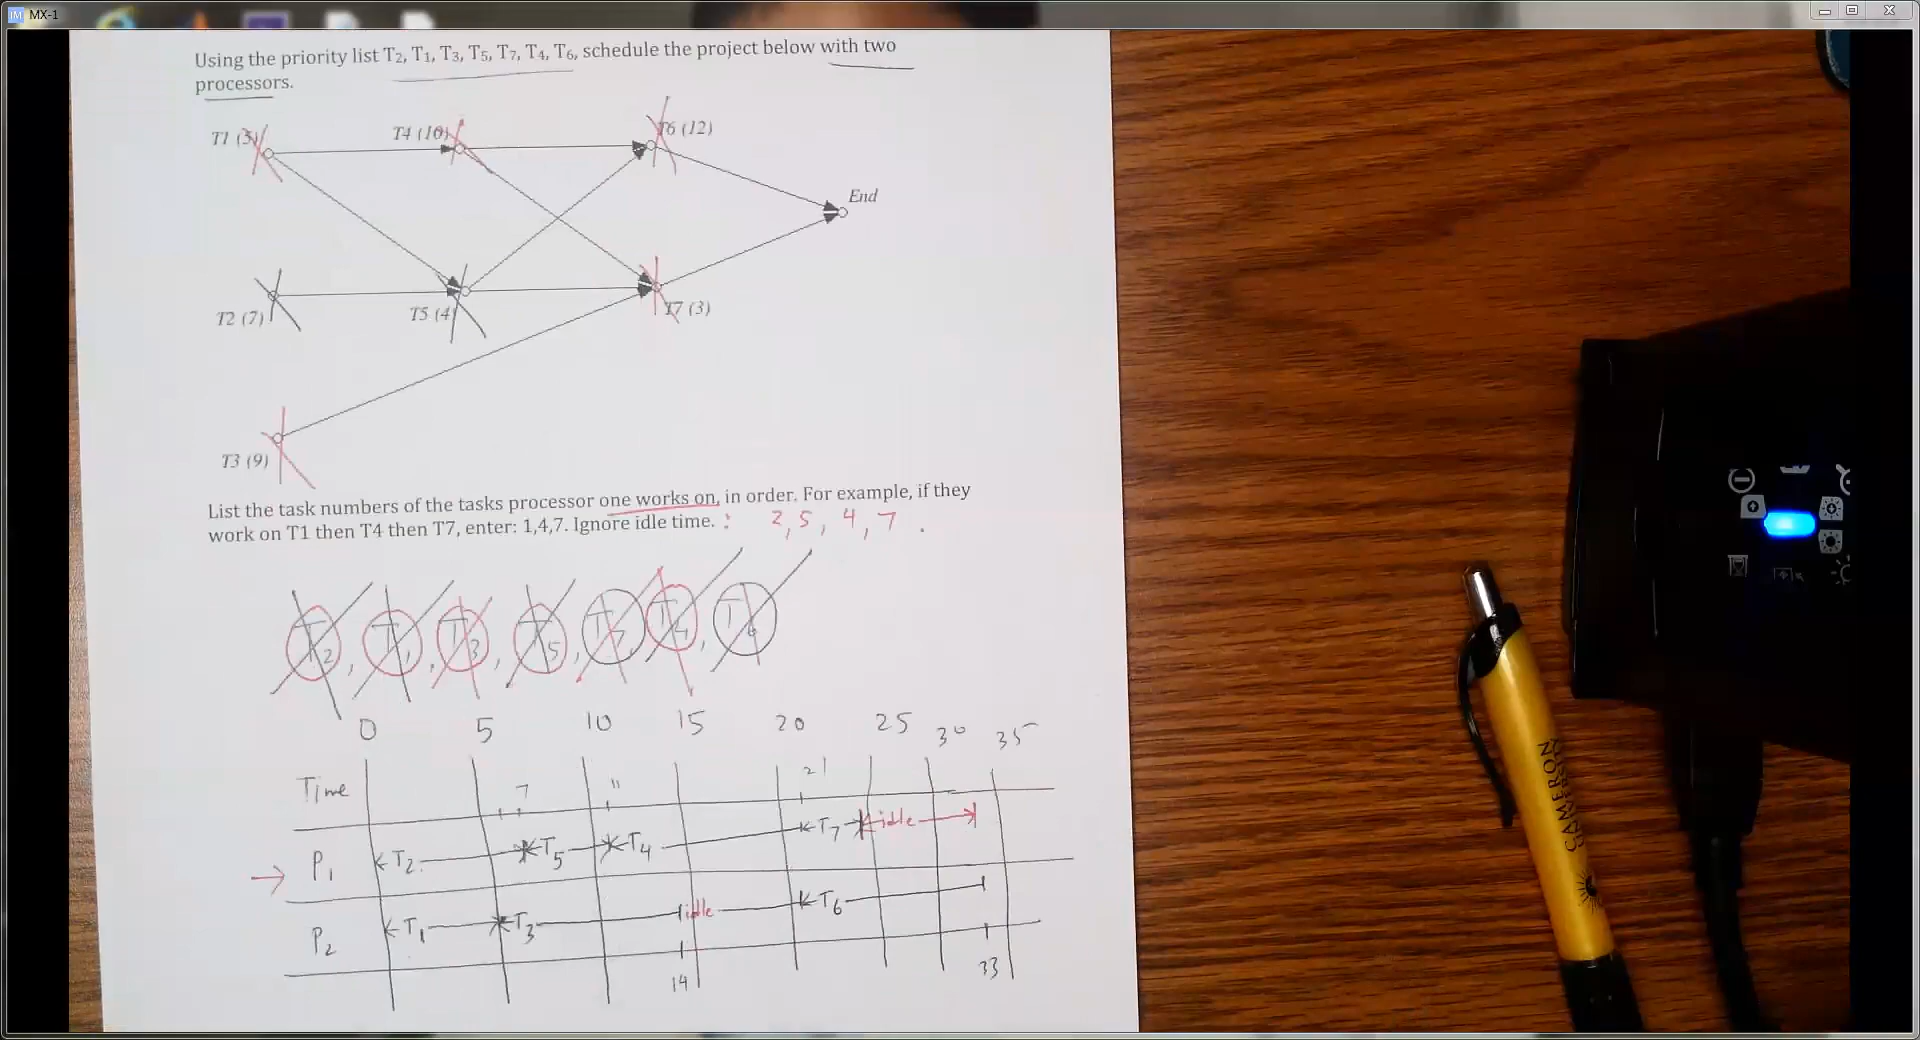 MX-1
Using the priority list T2, T1, T3, T5, T7, T4, T6, schedule the project below with two
processors.
T1 (5)
T4 (10)
T6 (12)
End
T2 (7)
T5 (4)
T7 (3)
T3 (9)
List the task numbers of the tasks processor one works on, in order. For example, if they
work on T1 then T4 then T7, enter: 1,4,7. Ignore idle time. : 2, 5, 4, 7 .
T2, T1, T3, T5, T7, T4, T6
0 5 10 15 20 25 30 35
Time 7 11 21
P1 T2 T5 T4 T7 idle
P2 T1 T3 idle T6
14 33
CAMERON
UNIVERSITY